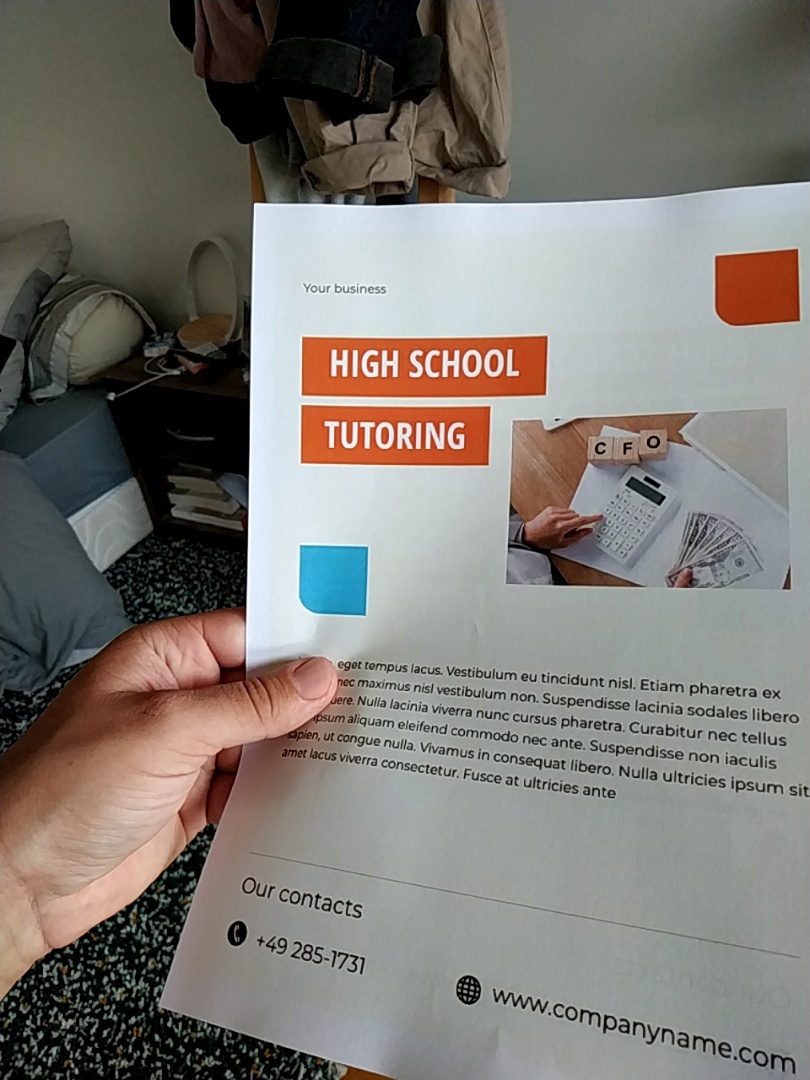 Your business
HIGH SCHOOL
TUTORING
C F O
eget tempus lacus. Vestibulum eu tincidunt nisl. Etiam pharetra ex
nec maximus nisl vestibulum non. Suspendisse lacinia sodales libero
Nulla lacinia viverra nunc cursus pharetra. Curabitur nec tellus
ipsum aliquam eleifend commodo nec ante. Suspendisse non iaculis
sapien, ut congue nulla. Vivamus in consequat libero. Nulla ultricies ipsum sit
amet lacus viverra consectetur. Fusce at ultricies ante
Our contacts
+49 285-1731
www.companyname.com